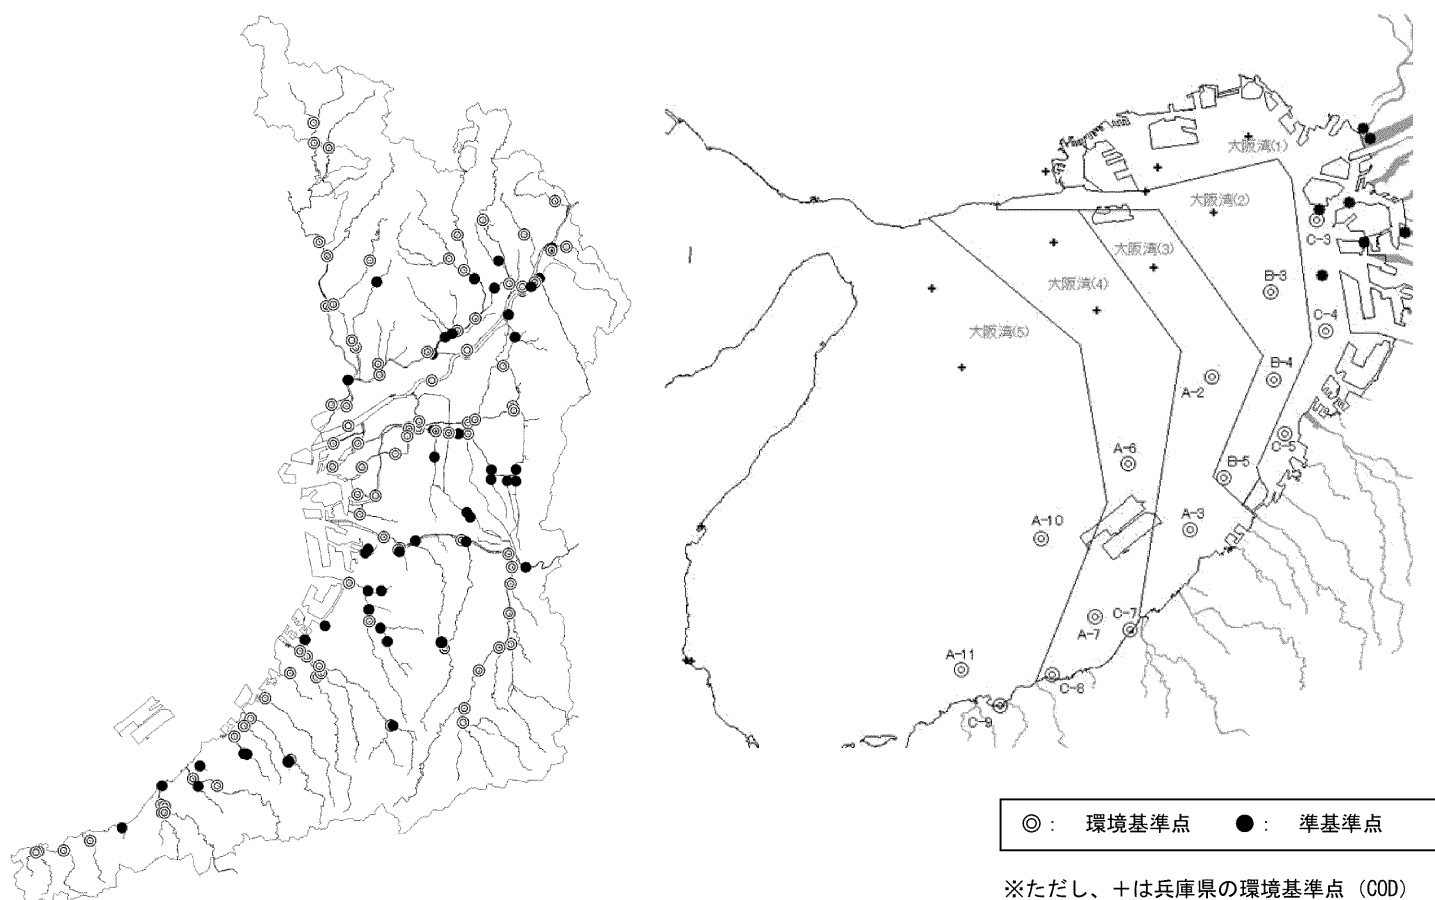 大阪湾(1)
大阪湾(2)
C-3
大阪湾(3)
B-3
大阪湾(4)
C-4
大阪湾(5)
B-4
A-2
C-5
A-6
B-5
A-10
A-3
C-7
A-7
A-11
C-8
C-9
◎: 環境基準点 ●: 準基準点
※ただし、+は兵庫県の環境基準点 (COD)